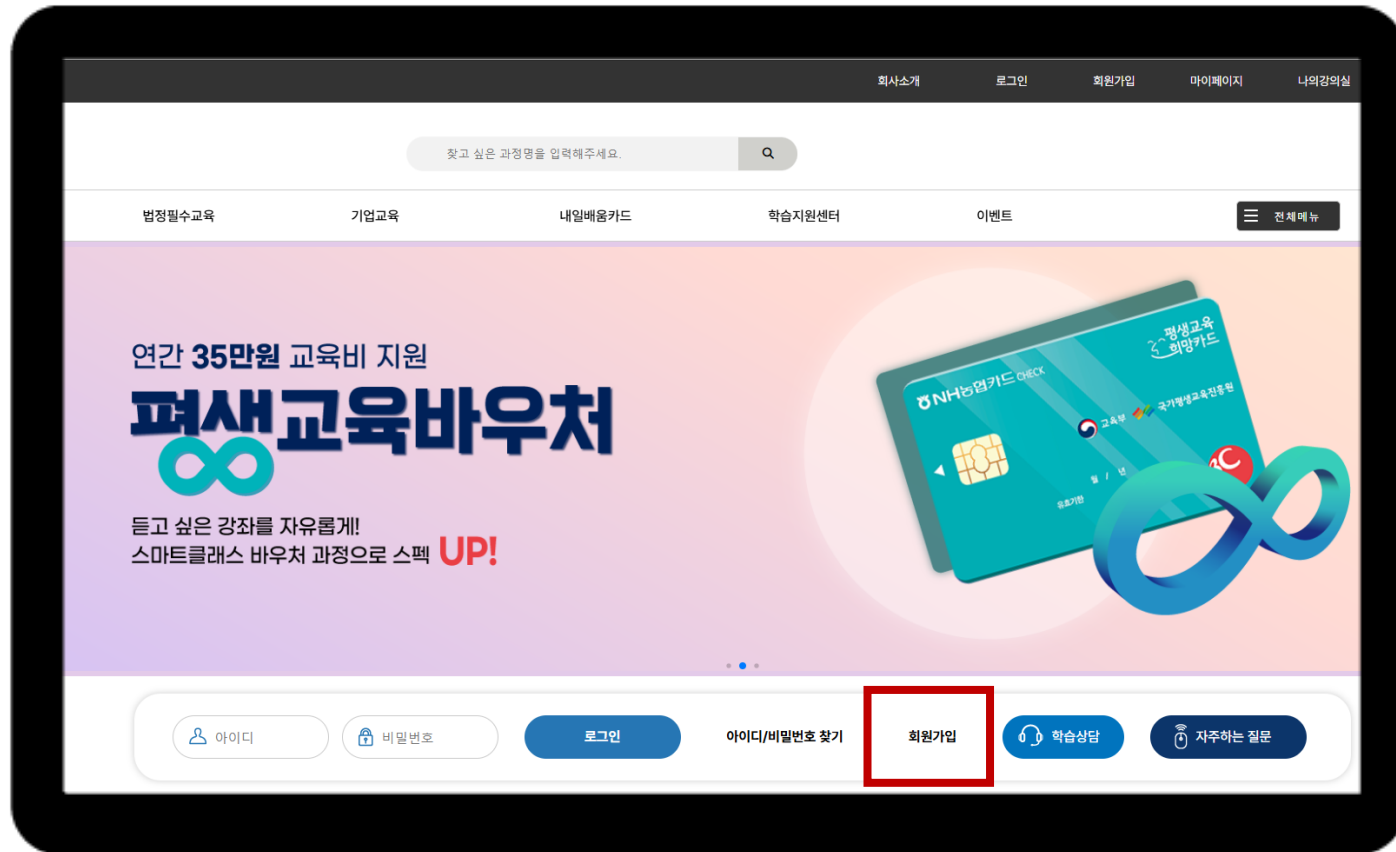 회사소개 로그인 회원가입 마이페이지 나의강의실
찾고 싶은 과정명을 입력해주세요.
법정필수교육 기업교육 내일배움카드 학습지원센터 이벤트 전체메뉴
연간 35만원 교육비 지원
평생교육바우처
듣고 싶은 강좌를 자유롭게!
스마트클래스 바우처 과정으로 스펙 UP!
평생교육
희망카드
NH농협카드 CHECK
교육부 국가평생교육진흥원
월 / 년
유효기한
아이디 비밀번호 로그인 아이디/비밀번호 찾기 회원가입 학습상담 자주하는 질문